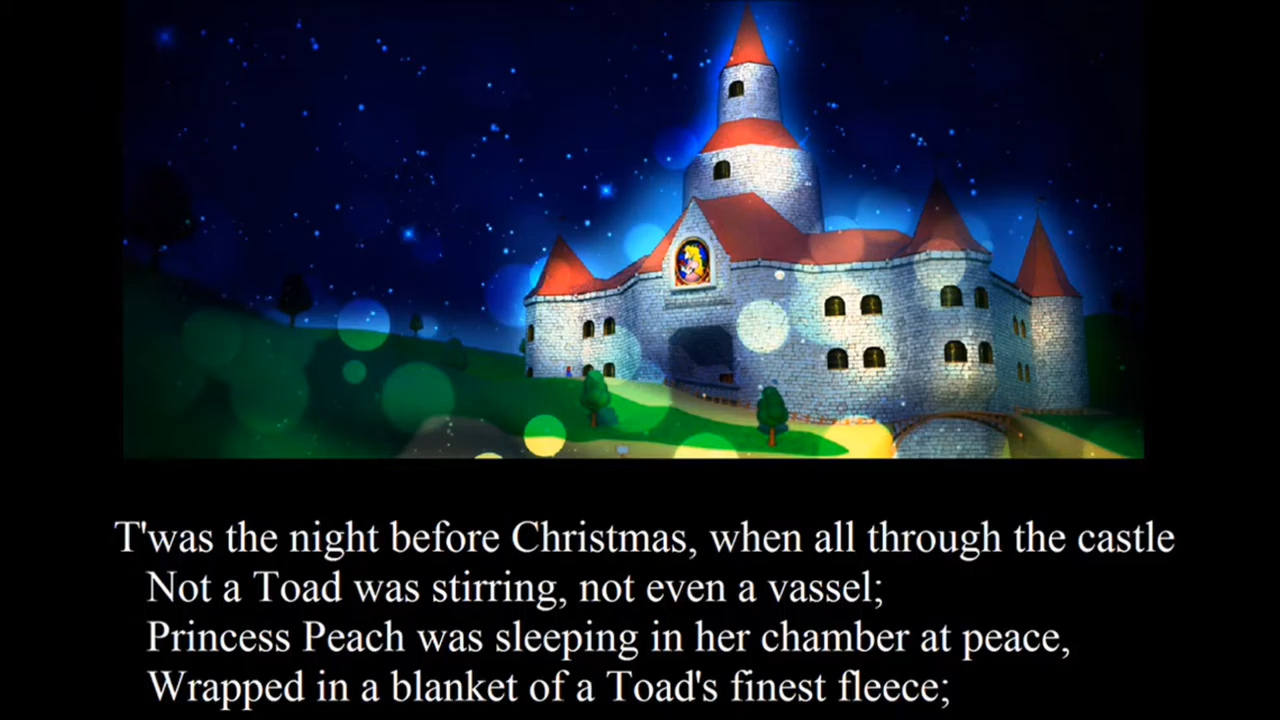 T'was the night before Christmas, when all through the castle
Not a Toad was stirring, not even a vassel;
Princess Peach was sleeping in her chamber at peace,
Wrapped in a blanket of a Toad's finest fleece;